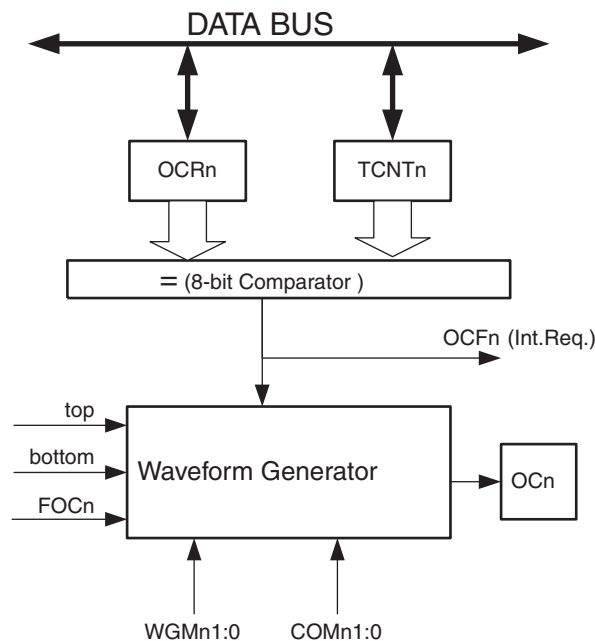 DATA BUS
OCRn
TCNTn
= (8-bit Comparator )
OCFn (Int.Req.)
top
bottom
FOCn
Waveform Generator
OCn
WGMn1:0
COMn1:0